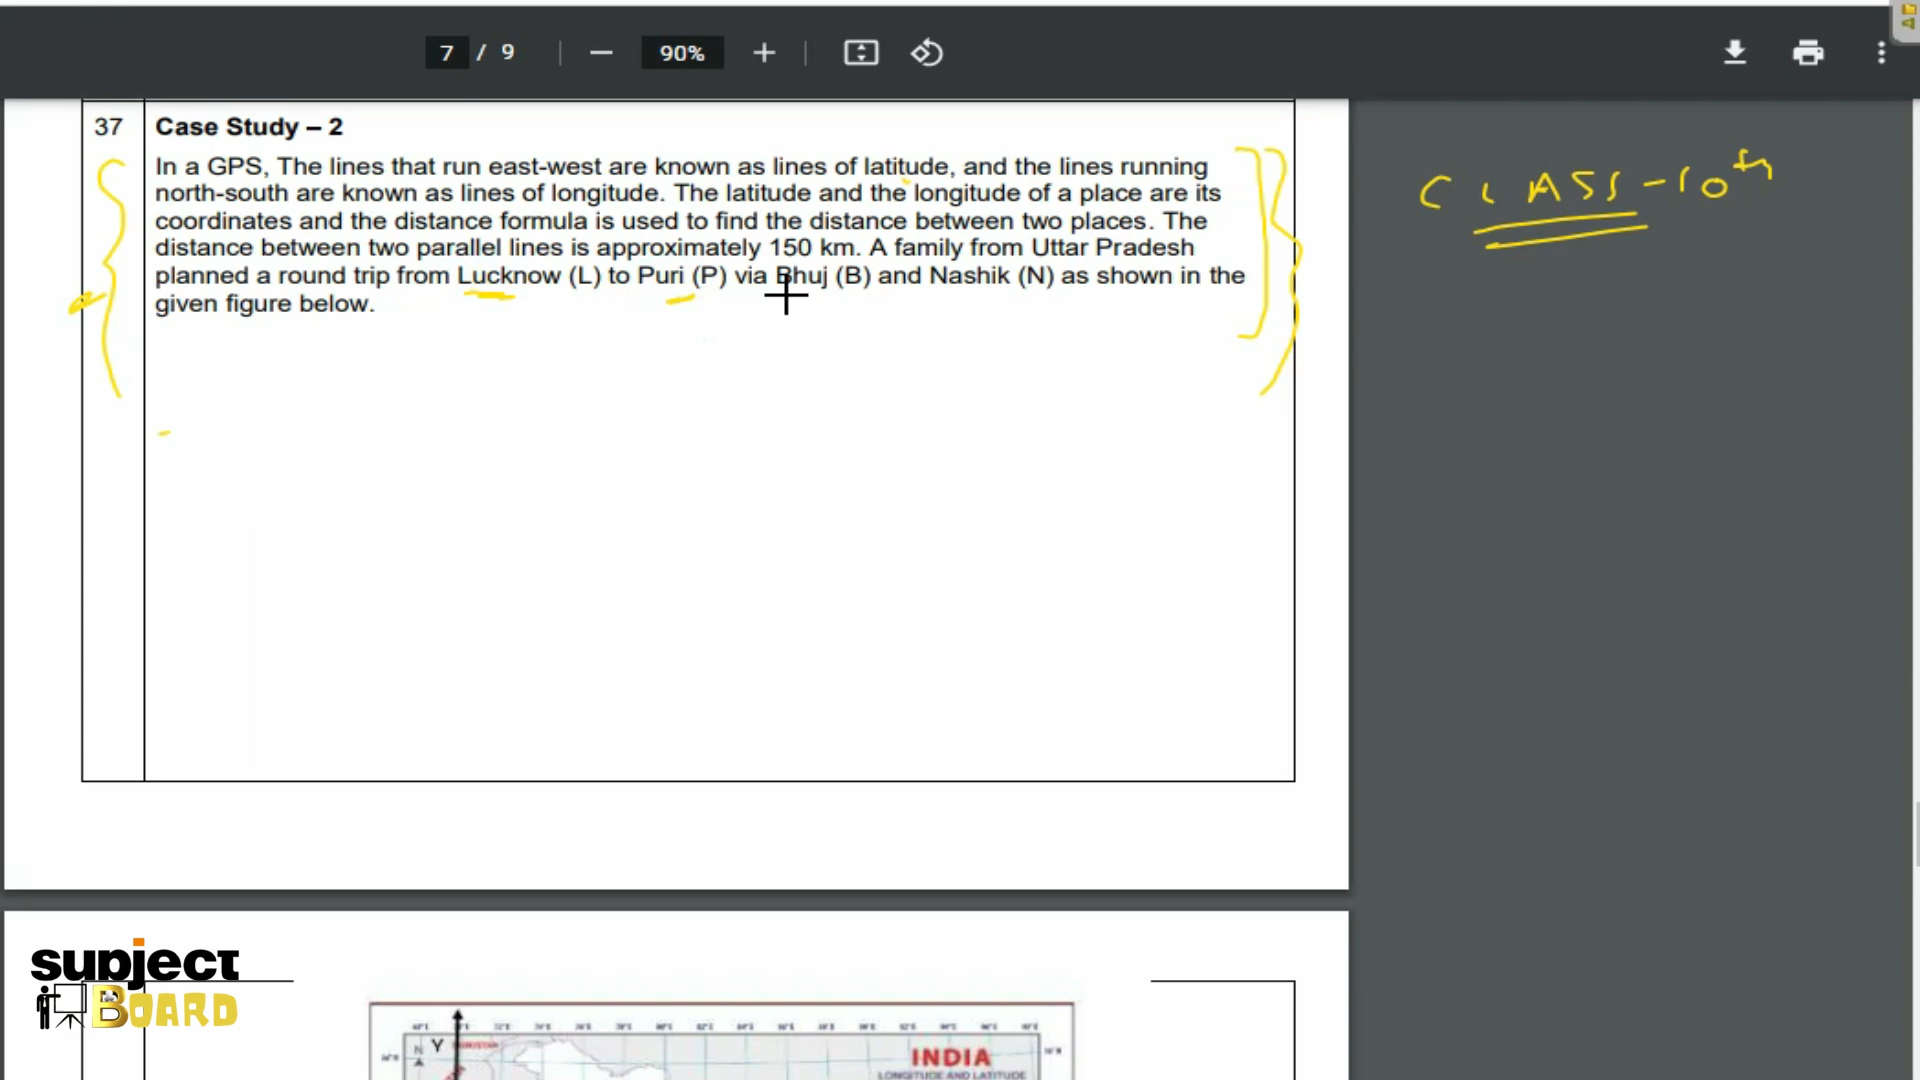 7 / 9
90%
37 Case Study – 2
In a GPS, The lines that run east-west are known as lines of latitude, and the lines running
north-south are known as lines of longitude. The latitude and the longitude of a place are its
coordinates and the distance formula is used to find the distance between two places. The
distance between two parallel lines is approximately 150 km. A family from Uttar Pradesh
planned a round trip from Lucknow (L) to Puri (P) via Bhuj (B) and Nashik (N) as shown in the
given figure below.
CLASS-10th
subject
BOARD
N Y
INDIA
LONGITUDE AND LATITUDE